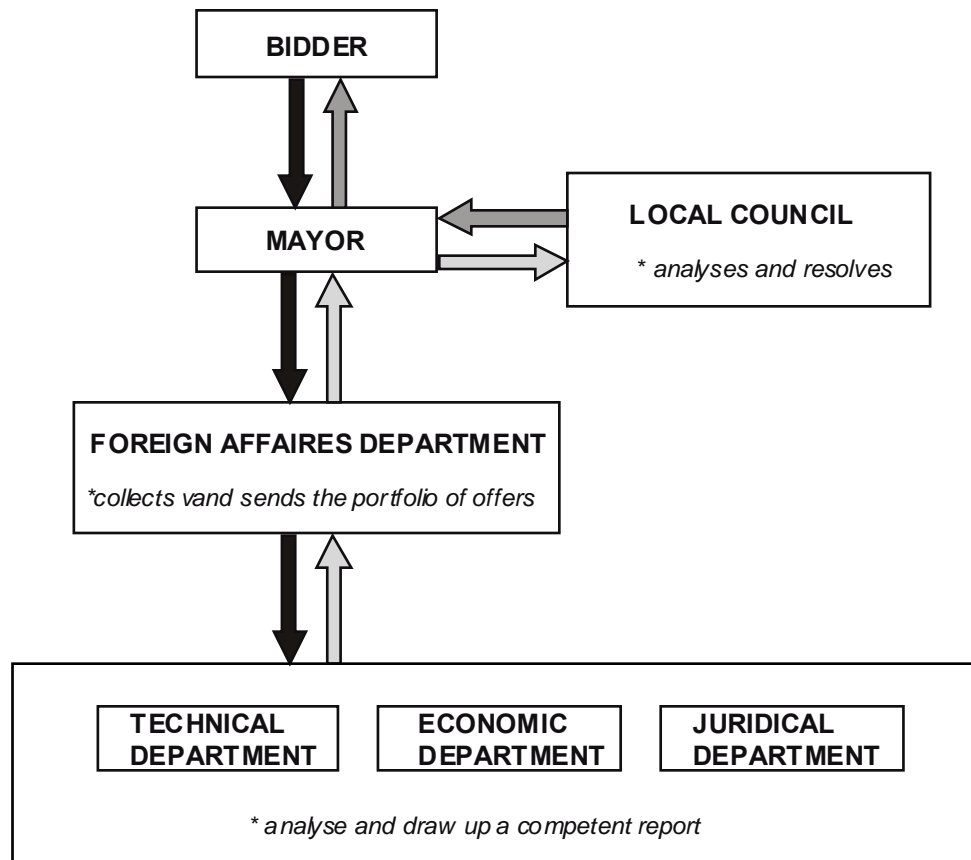 BIDDER
MAYOR
LOCAL COUNCIL
* analyses and resolves
FOREIGN AFFAIRES DEPARTMENT
*collects vand sends the portfolio of offers
TECHNICAL
DEPARTMENT
ECONOMIC
DEPARTMENT
JURIDICAL
DEPARTMENT
* analyse and draw up a competent report